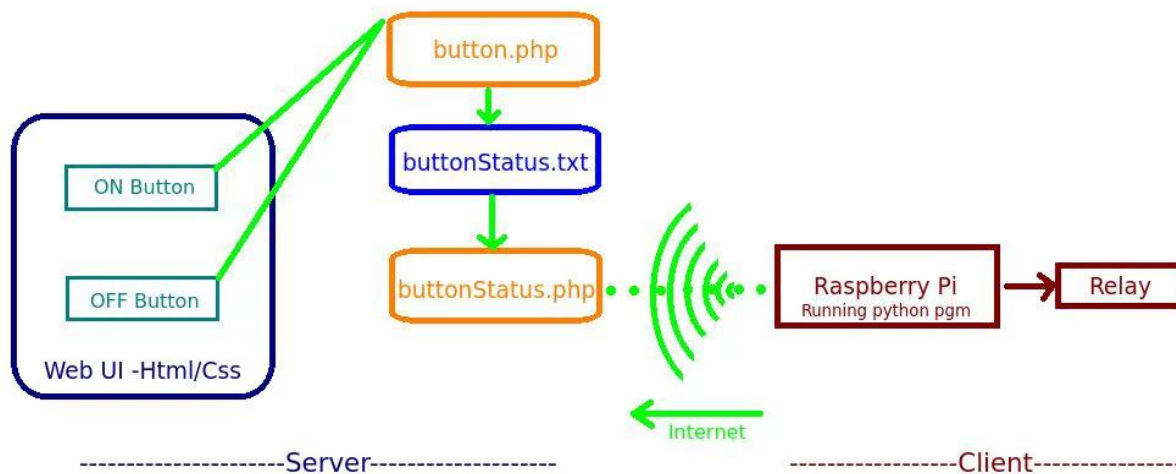 button.php
buttonStatus.txt
buttonStatus.php
ON Button
OFF Button
Web UI -Html/Css
Raspberry Pi
Running python pgm
Relay
Internet
----------------------Server--------------------
------------------Client---------------